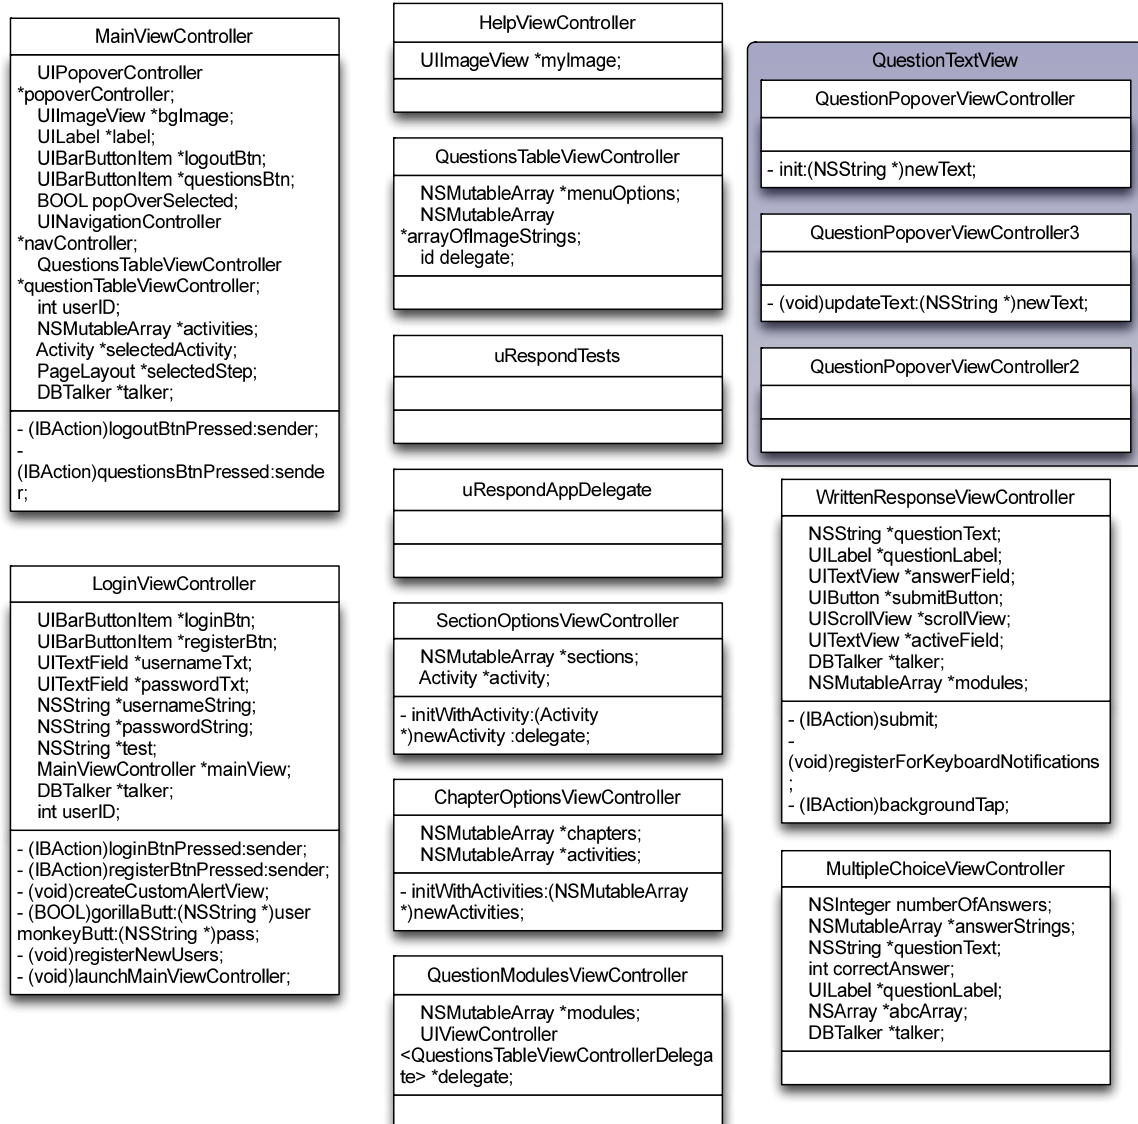 MainViewController
UIPopoverController
*popoverController;
UIImageView *bgImage;
UILabel *label;
UIBarButtonItem *logoutBtn;
UIBarButtonItem *questionsBtn;
BOOL popOverSelected;
UINavigationController
*navController;
QuestionsTableViewController
*questionTableViewController;
int userID;
NSMutableArray *activities;
Activity *selectedActivity;
PageLayout *selectedStep;
DBTalker *talker;
- (IBAction)logoutBtnPressed:sender;
-
(IBAction)questionsBtnPressed:sende
r;
LoginViewController
UIBarButtonItem *loginBtn;
UIBarButtonItem *registerBtn;
UITextField *usernameTxt;
UITextField *passwordTxt;
NSString *usernameString;
NSString *passwordString;
NSString *test;
MainViewController *mainView;
DBTalker *talker;
int userID;
- (IBAction)loginBtnPressed:sender;
- (IBAction)registerBtnPressed:sender;
- (void)createCustomAlertView;
- (BOOL)gorillaButt:(NSString *)user
monkeyButt:(NSString *)pass;
- (void)registerNewUsers;
- (void)launchMainViewController;
HelpViewController
UIImageView *myImage;
QuestionsTableViewController
NSMutableArray *menuOptions;
NSMutableArray
*arrayOfImageStrings;
id delegate;
uRespondTests
uRespondAppDelegate
SectionOptionsViewController
NSMutableArray *sections;
Activity *activity;
- initWithActivity:(Activity
*)newActivity :delegate;
ChapterOptionsViewController
NSMutableArray *chapters;
NSMutableArray *activities;
- initWithActivities:(NSMutableArray
*)newActivities;
QuestionModulesViewController
NSMutableArray *modules;
UIViewController
<QuestionsTableViewControllerDelega
te> *delegate;
QuestionTextView
QuestionPopoverViewController
- init:(NSString *)newText;
QuestionPopoverViewController3
- (void)updateText:(NSString *)newText;
QuestionPopoverViewController2
WrittenResponseViewController
NSString *questionText;
UILabel *questionLabel;
UITextView *answerField;
UIButton *submitButton;
UIScrollView *scrollView;
UITextView *activeField;
DBTalker *talker;
NSMutableArray *modules;
- (IBAction)submit;
-
(void)registerForKeyboardNotifications
;
- (IBAction)backgroundTap;
MultipleChoiceViewController
NSInteger numberOfAnswers;
NSMutableArray *answerStrings;
NSString *questionText;
int correctAnswer;
UILabel *questionLabel;
NSArray *abcArray;
DBTalker *talker;